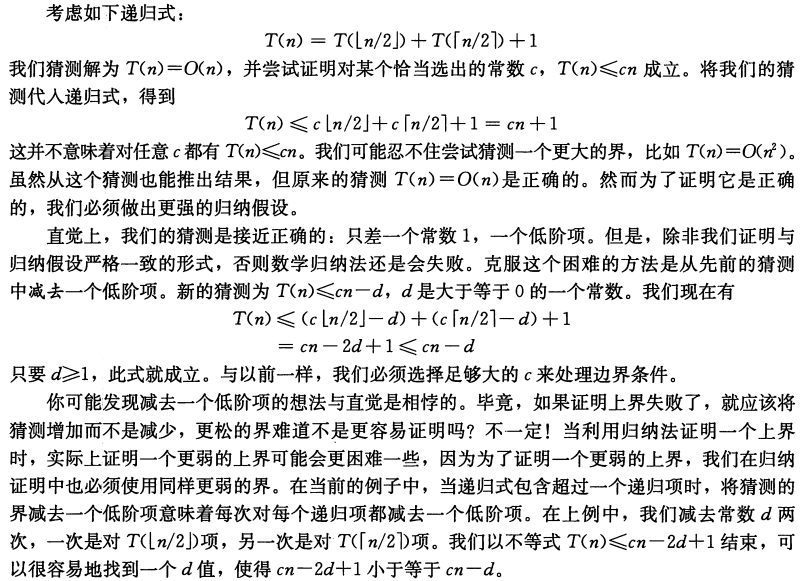 考虑如下递归式：
T(n) = T(⌊n/2⌋) + T(⌈n/2⌉) + 1
我们猜测解为 T(n)=O(n)，并尝试证明对某个恰当选出的常数 c，T(n)≤cn 成立。将我们的猜
测代入递归式，得到
T(n) ≤ c⌊n/2⌋ + c⌈n/2⌉ + 1 = cn + 1
这并不意味着对任意 c 都有 T(n)≤cn。我们可能忍不住尝试猜测一个更大的界，比如 T(n)=O(n²)。
虽然从这个猜测也能推出结果，但原来的猜测 T(n)=O(n)是正确的。然而为了证明它是正确
的，我们必须做出更强的归纳假设。
直觉上，我们的猜测是接近正确的：只差一个常数 1，一个低阶项。但是，除非我们证明与
归纳假设严格一致的形式，否则数学归纳法还是会失败。克服这个困难的方法是从先前的猜测
中减去一个低阶项。新的猜测为 T(n)≤cn-d，d 是大于等于 0 的一个常数。我们现在有
T(n) ≤ (c⌊n/2⌋-d) + (c⌈n/2⌉-d) + 1
= cn - 2d + 1 ≤ cn - d
只要 d≥1，此式就成立。与以前一样，我们必须选择足够大的 c 来处理边界条件。
你可能发现减去一个低阶项的想法与直觉是相悖的。毕竟，如果证明上界失败了，就应该将
猜测增加而不是减少，更松的界难道不是更容易证明吗？不一定！当利用归纳法证明一个上界
时，实际上证明一个更弱的上界可能会更困难一些，因为为了证明一个更弱的上界，我们在归纳
证明中也必须使用同样更弱的界。在当前的例子中，当递归式包含超过一个递归项时，将猜测的
界减去一个低阶项意味着每次对每个递归项都减去一个低阶项。在上例中，我们减去常数 d 两
次，一次是对 T(⌊n/2⌋)项，另一次是对 T(⌈n/2⌉)项。我们以不等式 T(n)≤cn-2d+1 结束，可
以很容易地找到一个 d 值，使得 cn-2d+1 小于等于 cn-d。